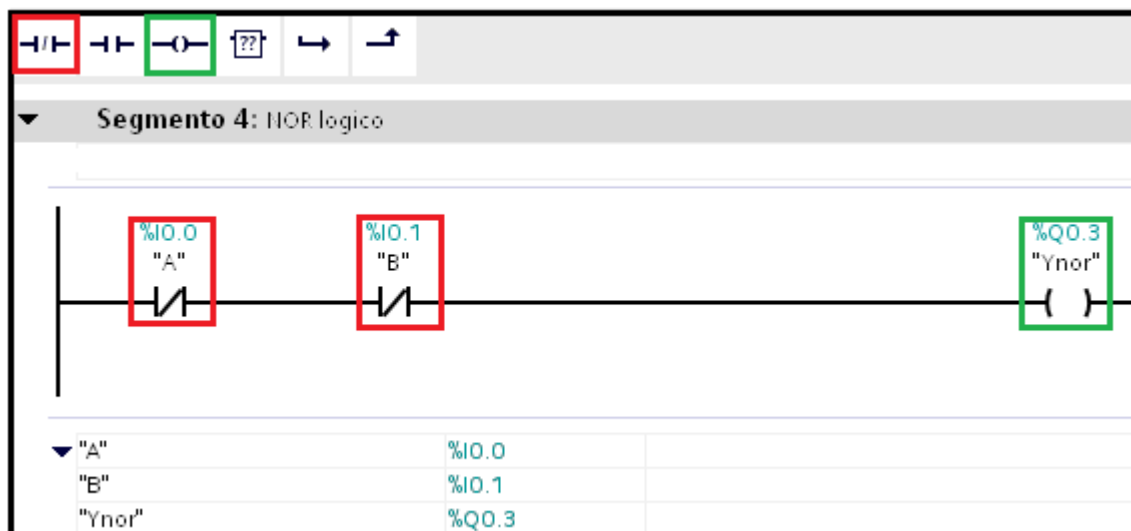 ??
Segmento 4: NOR logico
%I0.0 %I0.1 %Q0.3
"A" "B" "Ynor"
"A" %I0.0
"B" %I0.1
"Ynor" %Q0.3